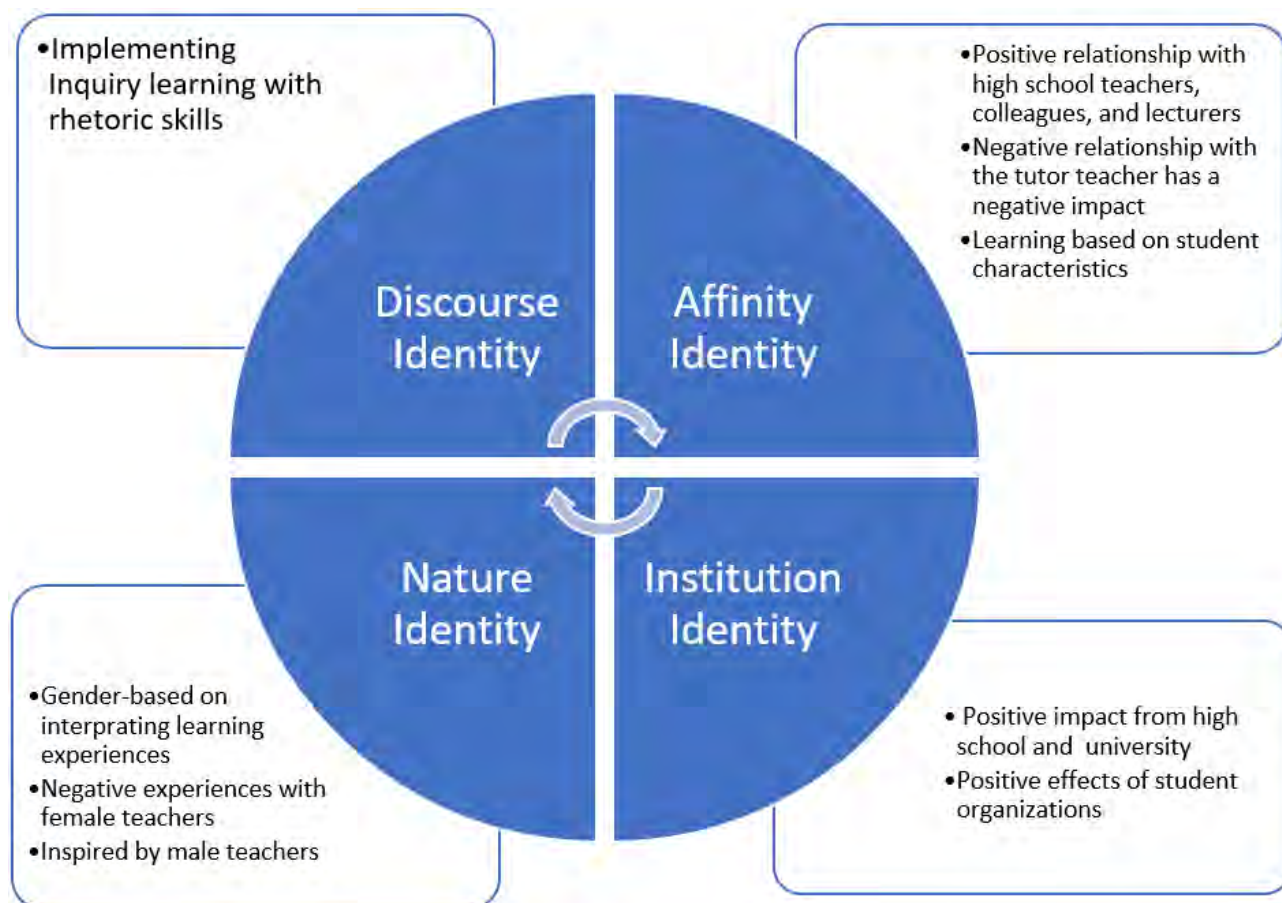 •Implementing
Inquiry learning with
rhetoric skills
•Positive relationship with
high school teachers,
colleagues, and lecturers
•Negative relationship with
the tutor teacher has a
negative impact
•Learning based on student
characteristics
Discourse
Identity
Affinity
Identity
Nature
Identity
Institution
Identity
•Gender-based on
interprating learning
experiences
•Negative experiences with
female teachers
•Inspired by male teachers
• Positive impact from high
school and university
•Positive effects of student
organizations